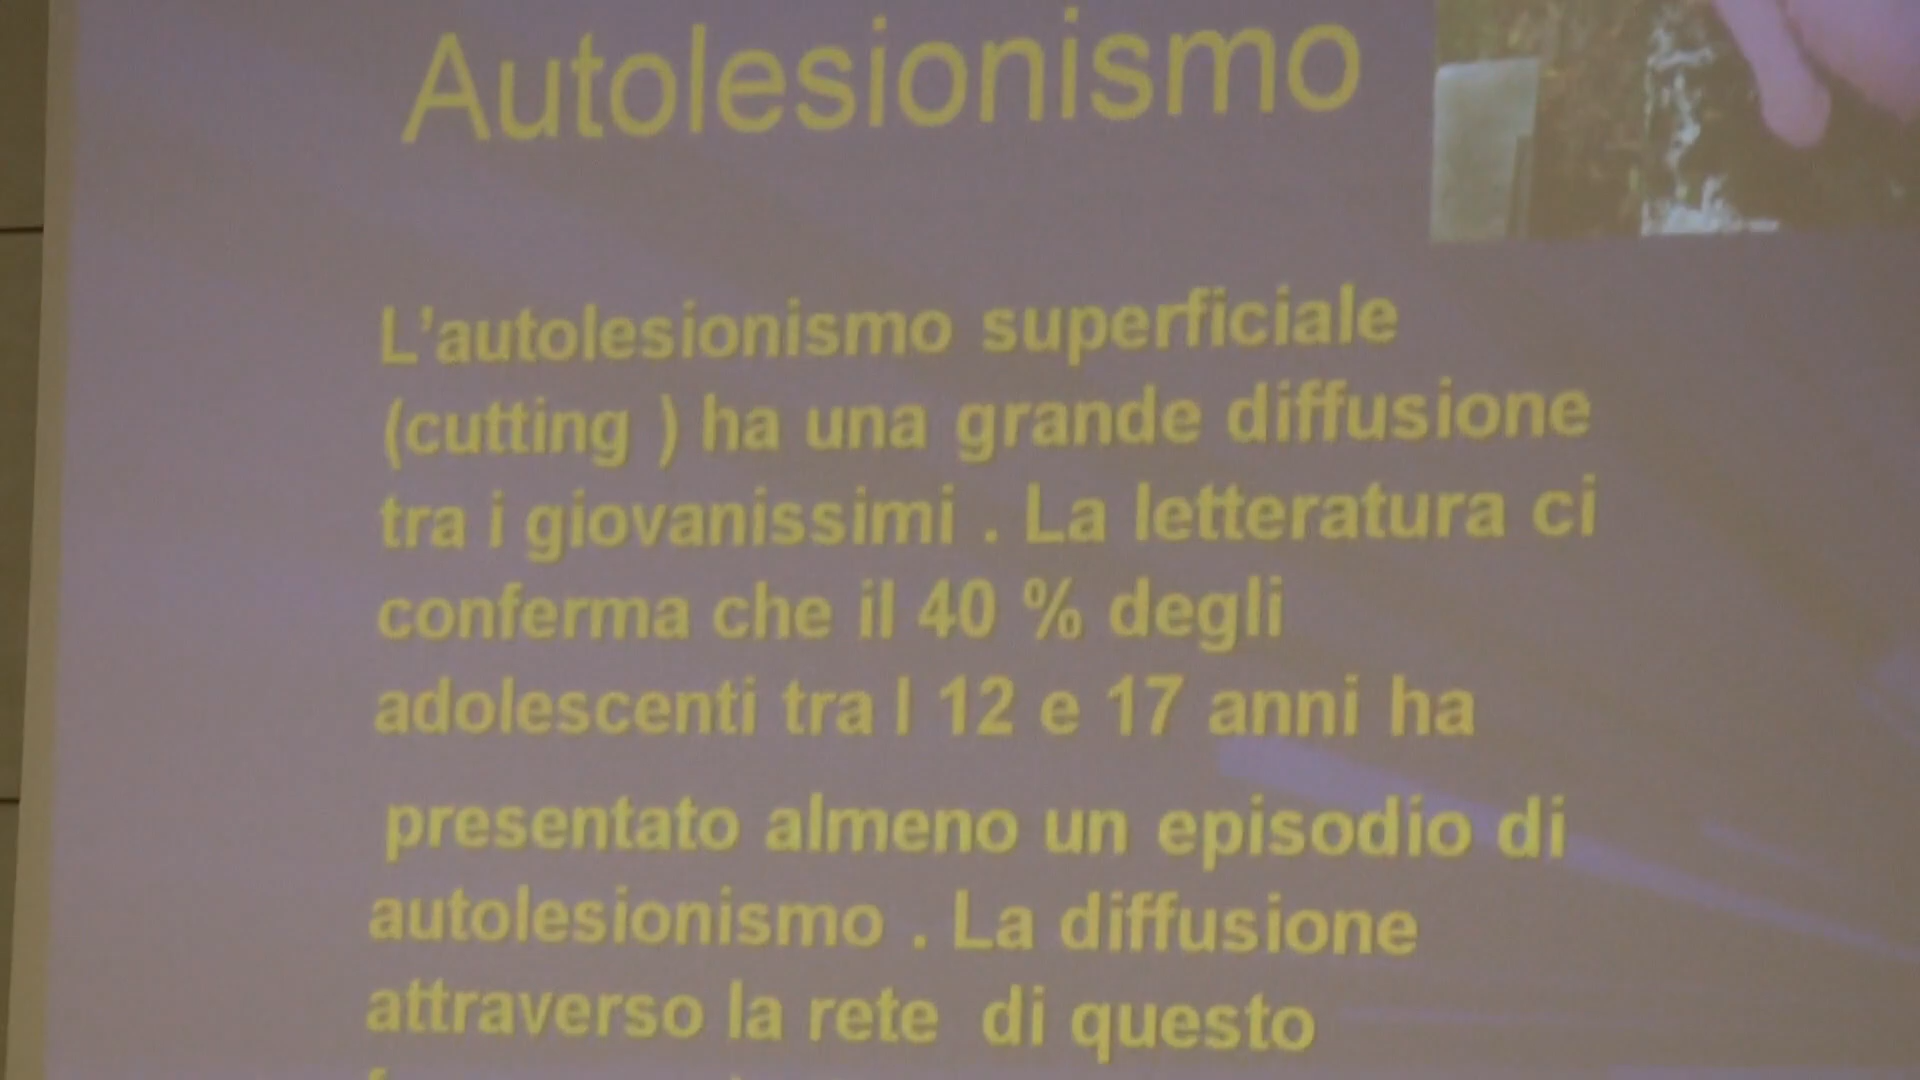 Autolesionismo
L'autolesionismo superficiale
(cutting ) ha una grande diffusione
tra i giovanissimi . La letteratura ci
conferma che il 40 % degli
adolescenti tra I 12 e 17 anni ha
presentato almeno un episodio di
autolesionismo . La diffusione
attraverso la rete di questo